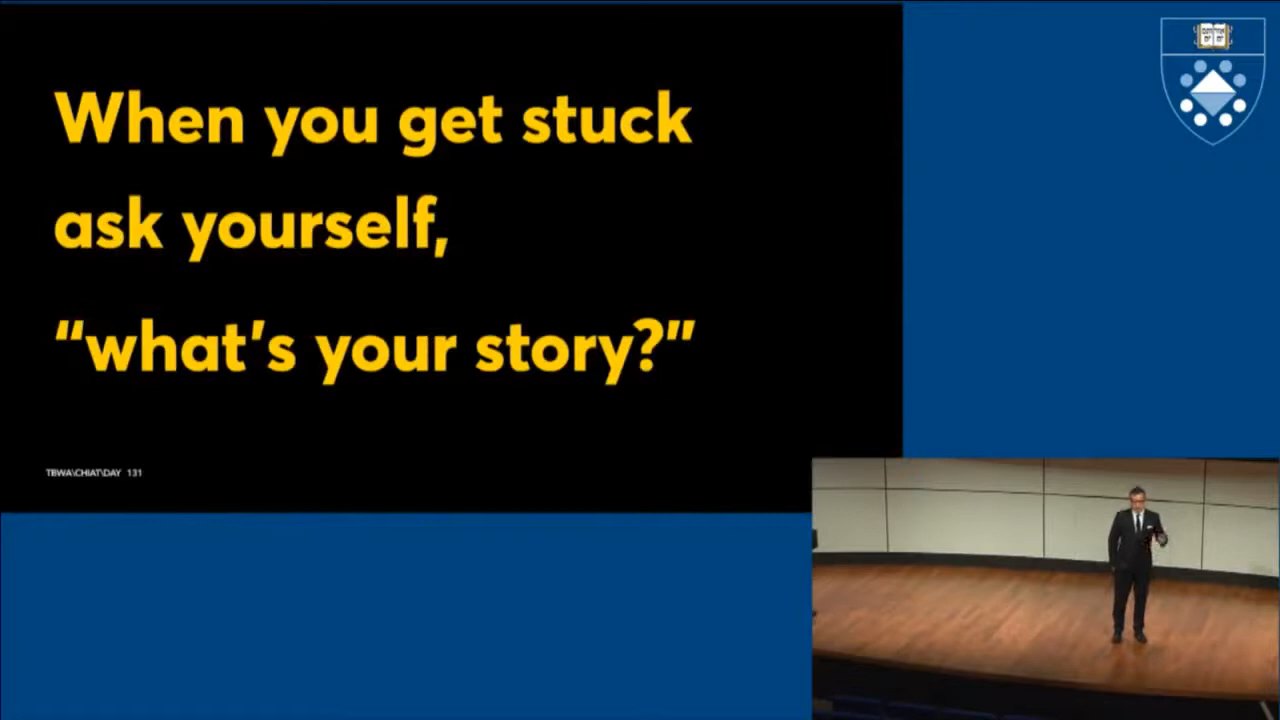 When you get stuck
ask yourself,
“what's your story?”
TBWA\CHIAT\DAY 131